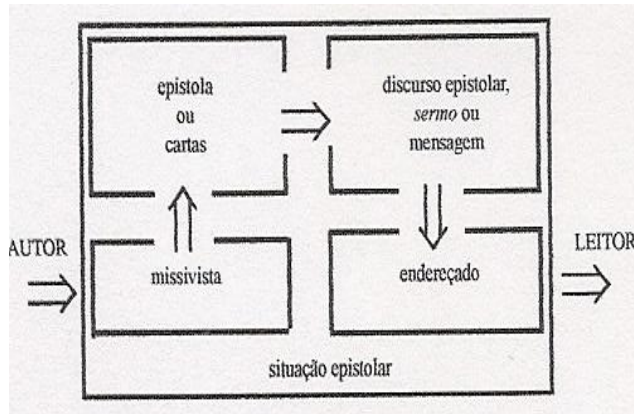 epistola
ou
cartas
discurso epistolar,
sermo ou
mensagem
AUTOR
missivista
endereçado
LEITOR
situação epistolar